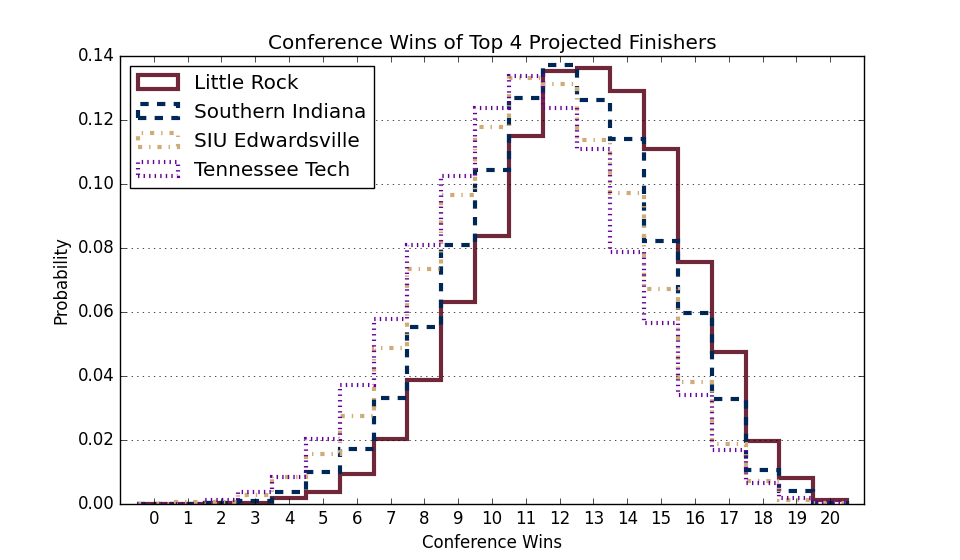 Conference Wins of Top 4 Projected Finishers
0.14
0.12
0.10
0.08
0.06
0.04
0.02
0.00
Probability
Little Rock
Southern Indiana
SIU Edwardsville
Tennessee Tech
0 1 2 3 4 5 6 7 8 9 10 11 12 13 14 15 16 17 18 19 20
Conference Wins